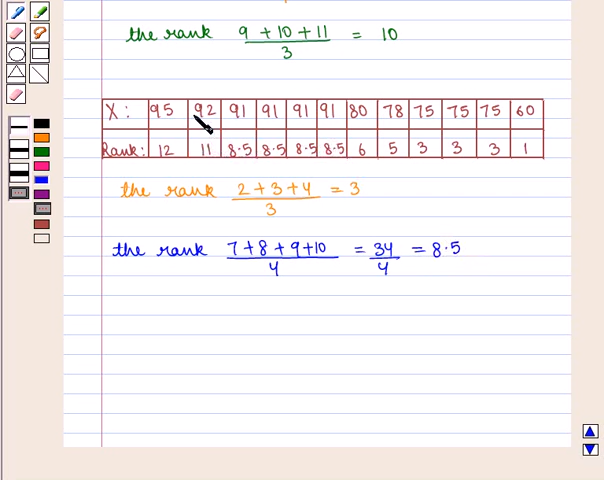 the rank 9 + 10 + 11 / 3 = 10
X : 95 92 91 91 91 91 80 78 75 75 75 60
Rank: 12 11 8.5 8.5 8.5 8.5 6 5 3 3 3 1
the rank 2 + 3 + 4 / 3 = 3
the rank 7 + 8 + 9 + 10 / 4 = 34 / 4 = 8.5